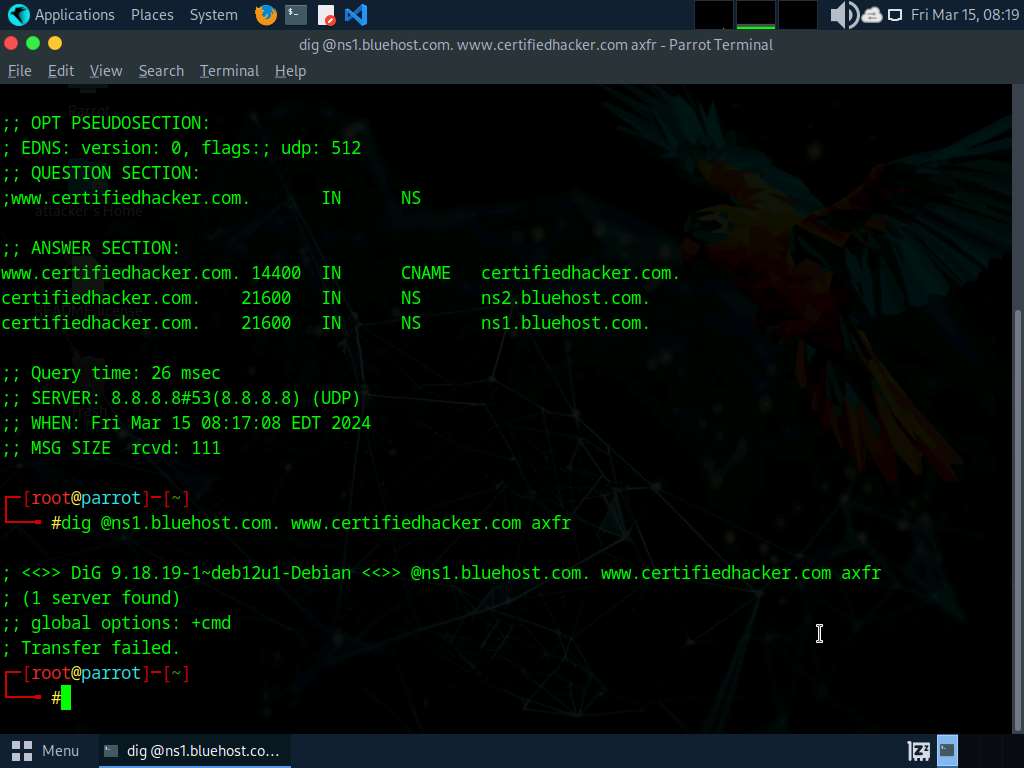 Applications Places System Fri Mar 15, 08:19
dig @ns1.bluehost.com. www.certifiedhacker.com axfr - Parrot Terminal
File Edit View Search Terminal Help
;; OPT PSEUDOSECTION:
; EDNS: version: 0, flags:; udp: 512
;; QUESTION SECTION:
;www.certifiedhacker.com. IN NS
attacker's Home
;; ANSWER SECTION:
www.certifiedhacker.com. 14400 IN CNAME certifiedhacker.com.
certifiedhacker.com. 21600 IN NS ns2.bluehost.com.
certifiedhacker.com. 21600 IN NS ns1.bluehost.com.
;; Query time: 26 msec
;; SERVER: 8.8.8.8#53(8.8.8.8) (UDP)
;; WHEN: Fri Mar 15 08:17:08 EDT 2024
;; MSG SIZE rcvd: 111
┌─[root@parrot]─[~]
└──╼ #dig @ns1.bluehost.com. www.certifiedhacker.com axfr
; <<>> DiG 9.18.19-1~deb12u1-Debian <<>> @ns1.bluehost.com. www.certifiedhacker.com axfr
; (1 server found)
;; global options: +cmd
; Transfer failed.
┌─[root@parrot]─[~]
└──╼ #
Menu dig @ns1.bluehost.co...